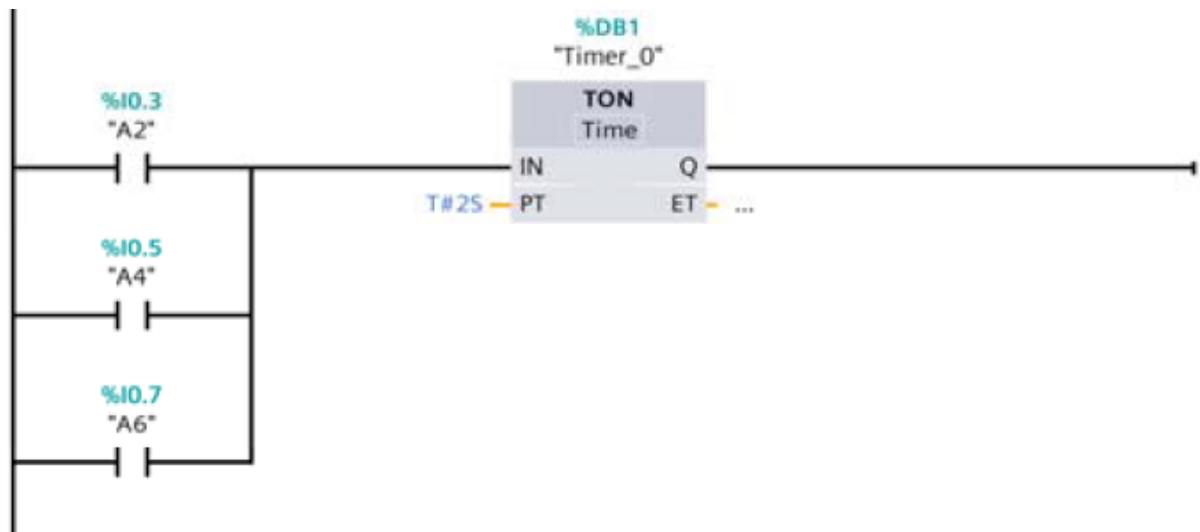 %DB1
"Timer_0"
%I0.3
"A2"
TON
Time
IN Q
T#2S PT ET ...
%I0.5
"A4"
%I0.7
"A6"